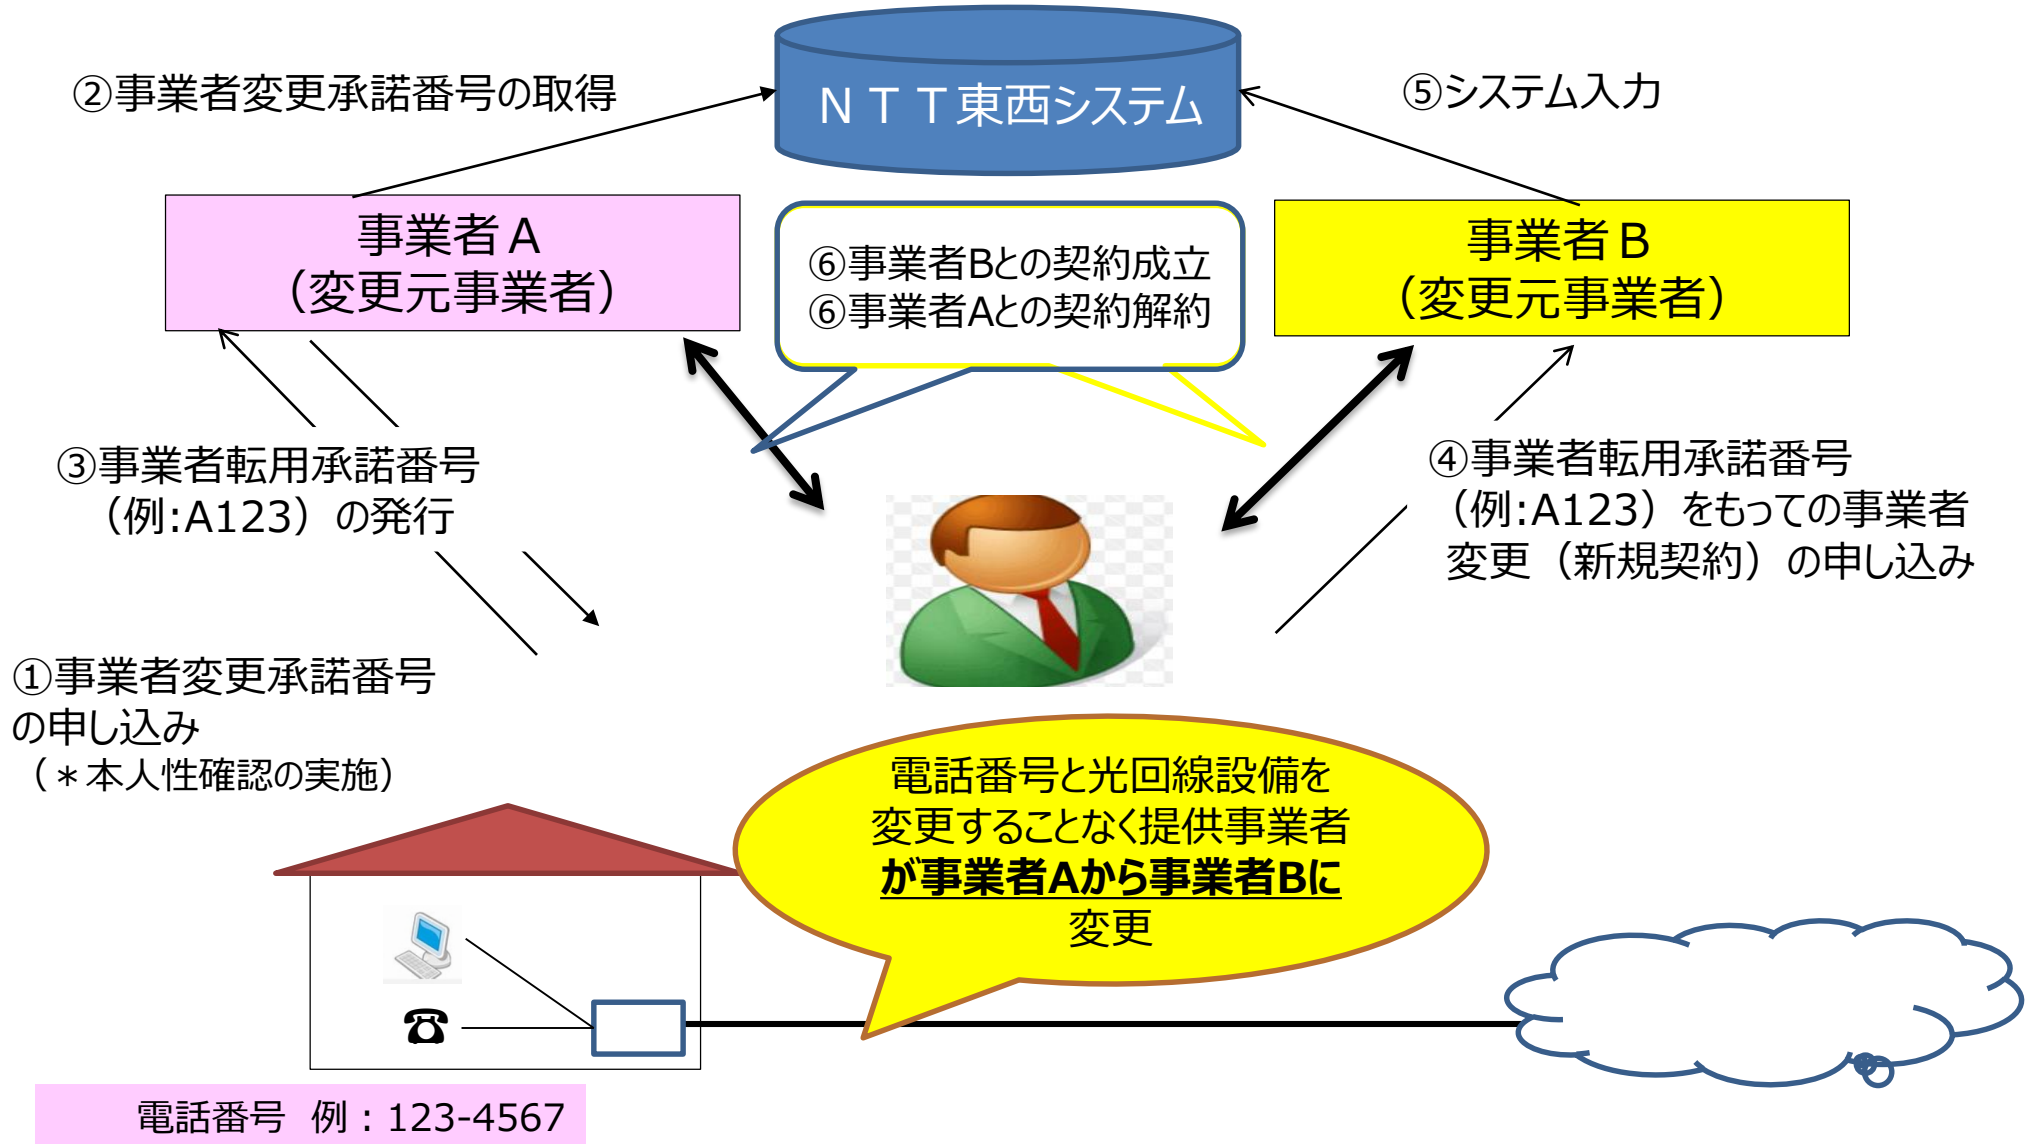 ②事業者変更承諾番号の取得
NTT東西システム
⑤システム入力
事業者A
（変更元事業者）
⑥事業者Bとの契約成立
⑥事業者Aとの契約解約
事業者B
（変更元事業者）
③事業者転用承諾番号
（例:A123）の発行
④事業者転用承諾番号
（例:A123）をもっての事業者
変更（新規契約）の申し込み
①事業者変更承諾番号
の申し込み
（＊本人性確認の実施）
電話番号と光回線設備を
変更することなく提供事業者
が事業者Aから事業者Bに
変更
電話番号 例：123-4567